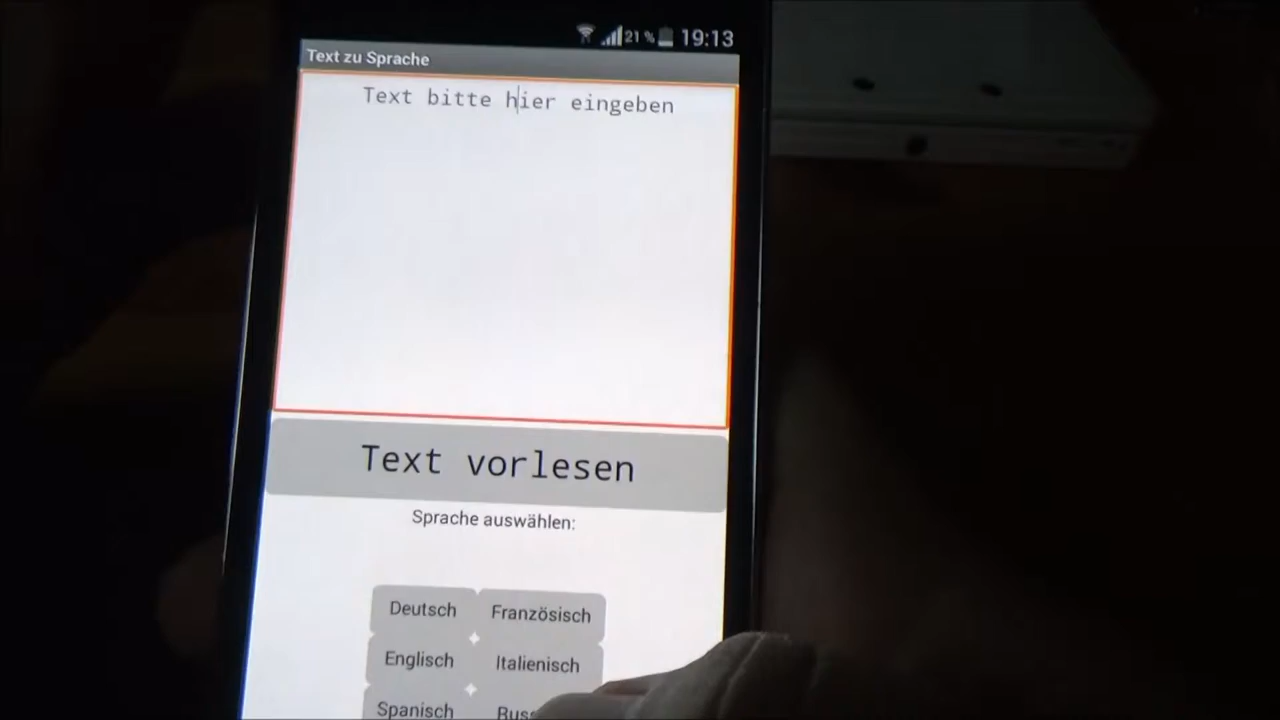 21 % 19:13
Text zu Sprache
Text bitte hier eingeben
Text vorlesen
Sprache auswählen:
Deutsch Französisch
Englisch Italienisch
Spanisch